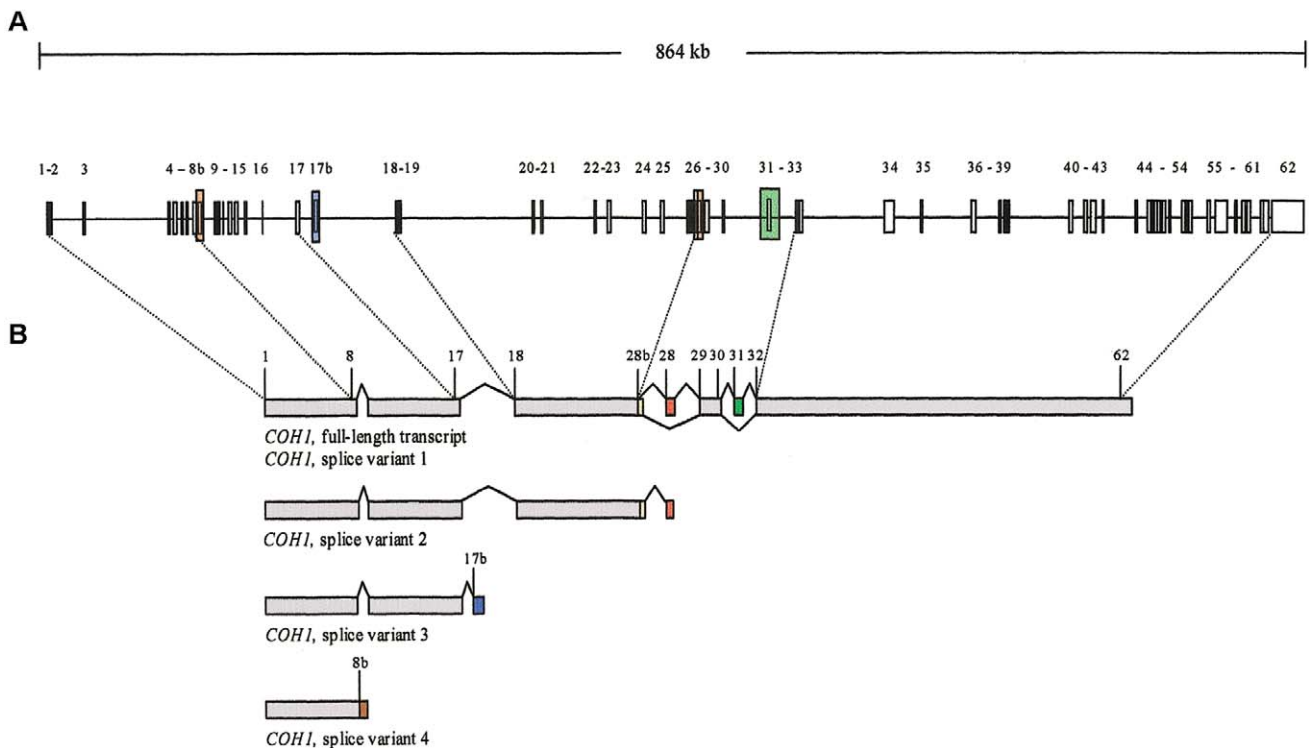 A
864 kb
1-2 3 4 - 8b 9 - 15 16 17 17b 18-19 20-21 22-23 24 25 26 - 30 31 - 33 34 35 36 - 39 40 - 43 44 - 54 55 - 61 62
B
1 8 17 18 28b 28 29 30 31 32 62
COH1, full-length transcript
COH1, splice variant 1
COH1, splice variant 2
17b
COH1, splice variant 3
8b
COH1, splice variant 4